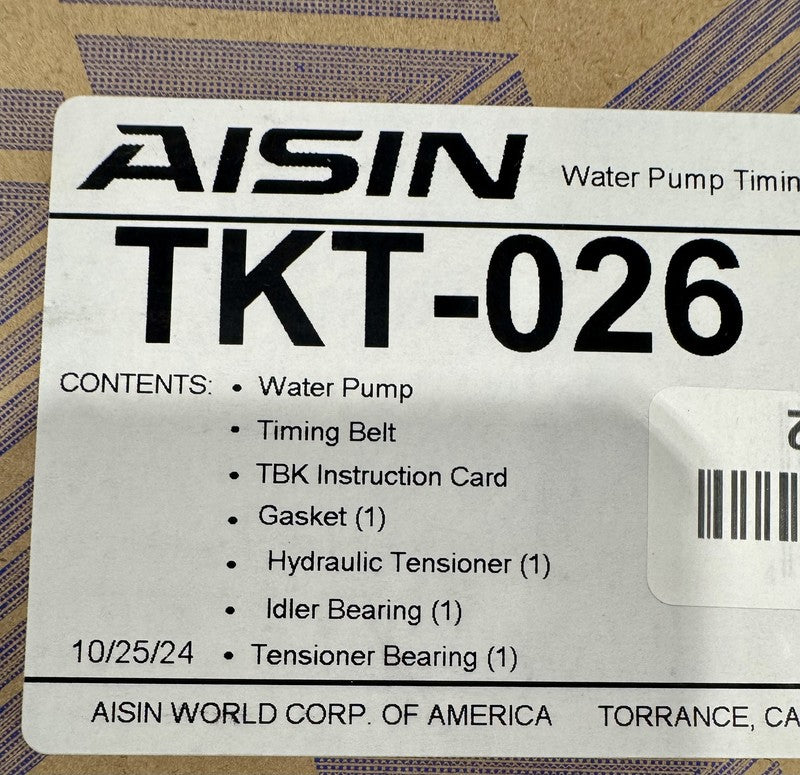 AISIN Water Pump Timin
TKT-026
CONTENTS: • Water Pump
• Timing Belt
• TBK Instruction Card
• Gasket (1)
• Hydraulic Tensioner (1)
• Idler Bearing (1)
10/25/24 • Tensioner Bearing (1)
AISIN WORLD CORP. OF AMERICA TORRANCE, CA